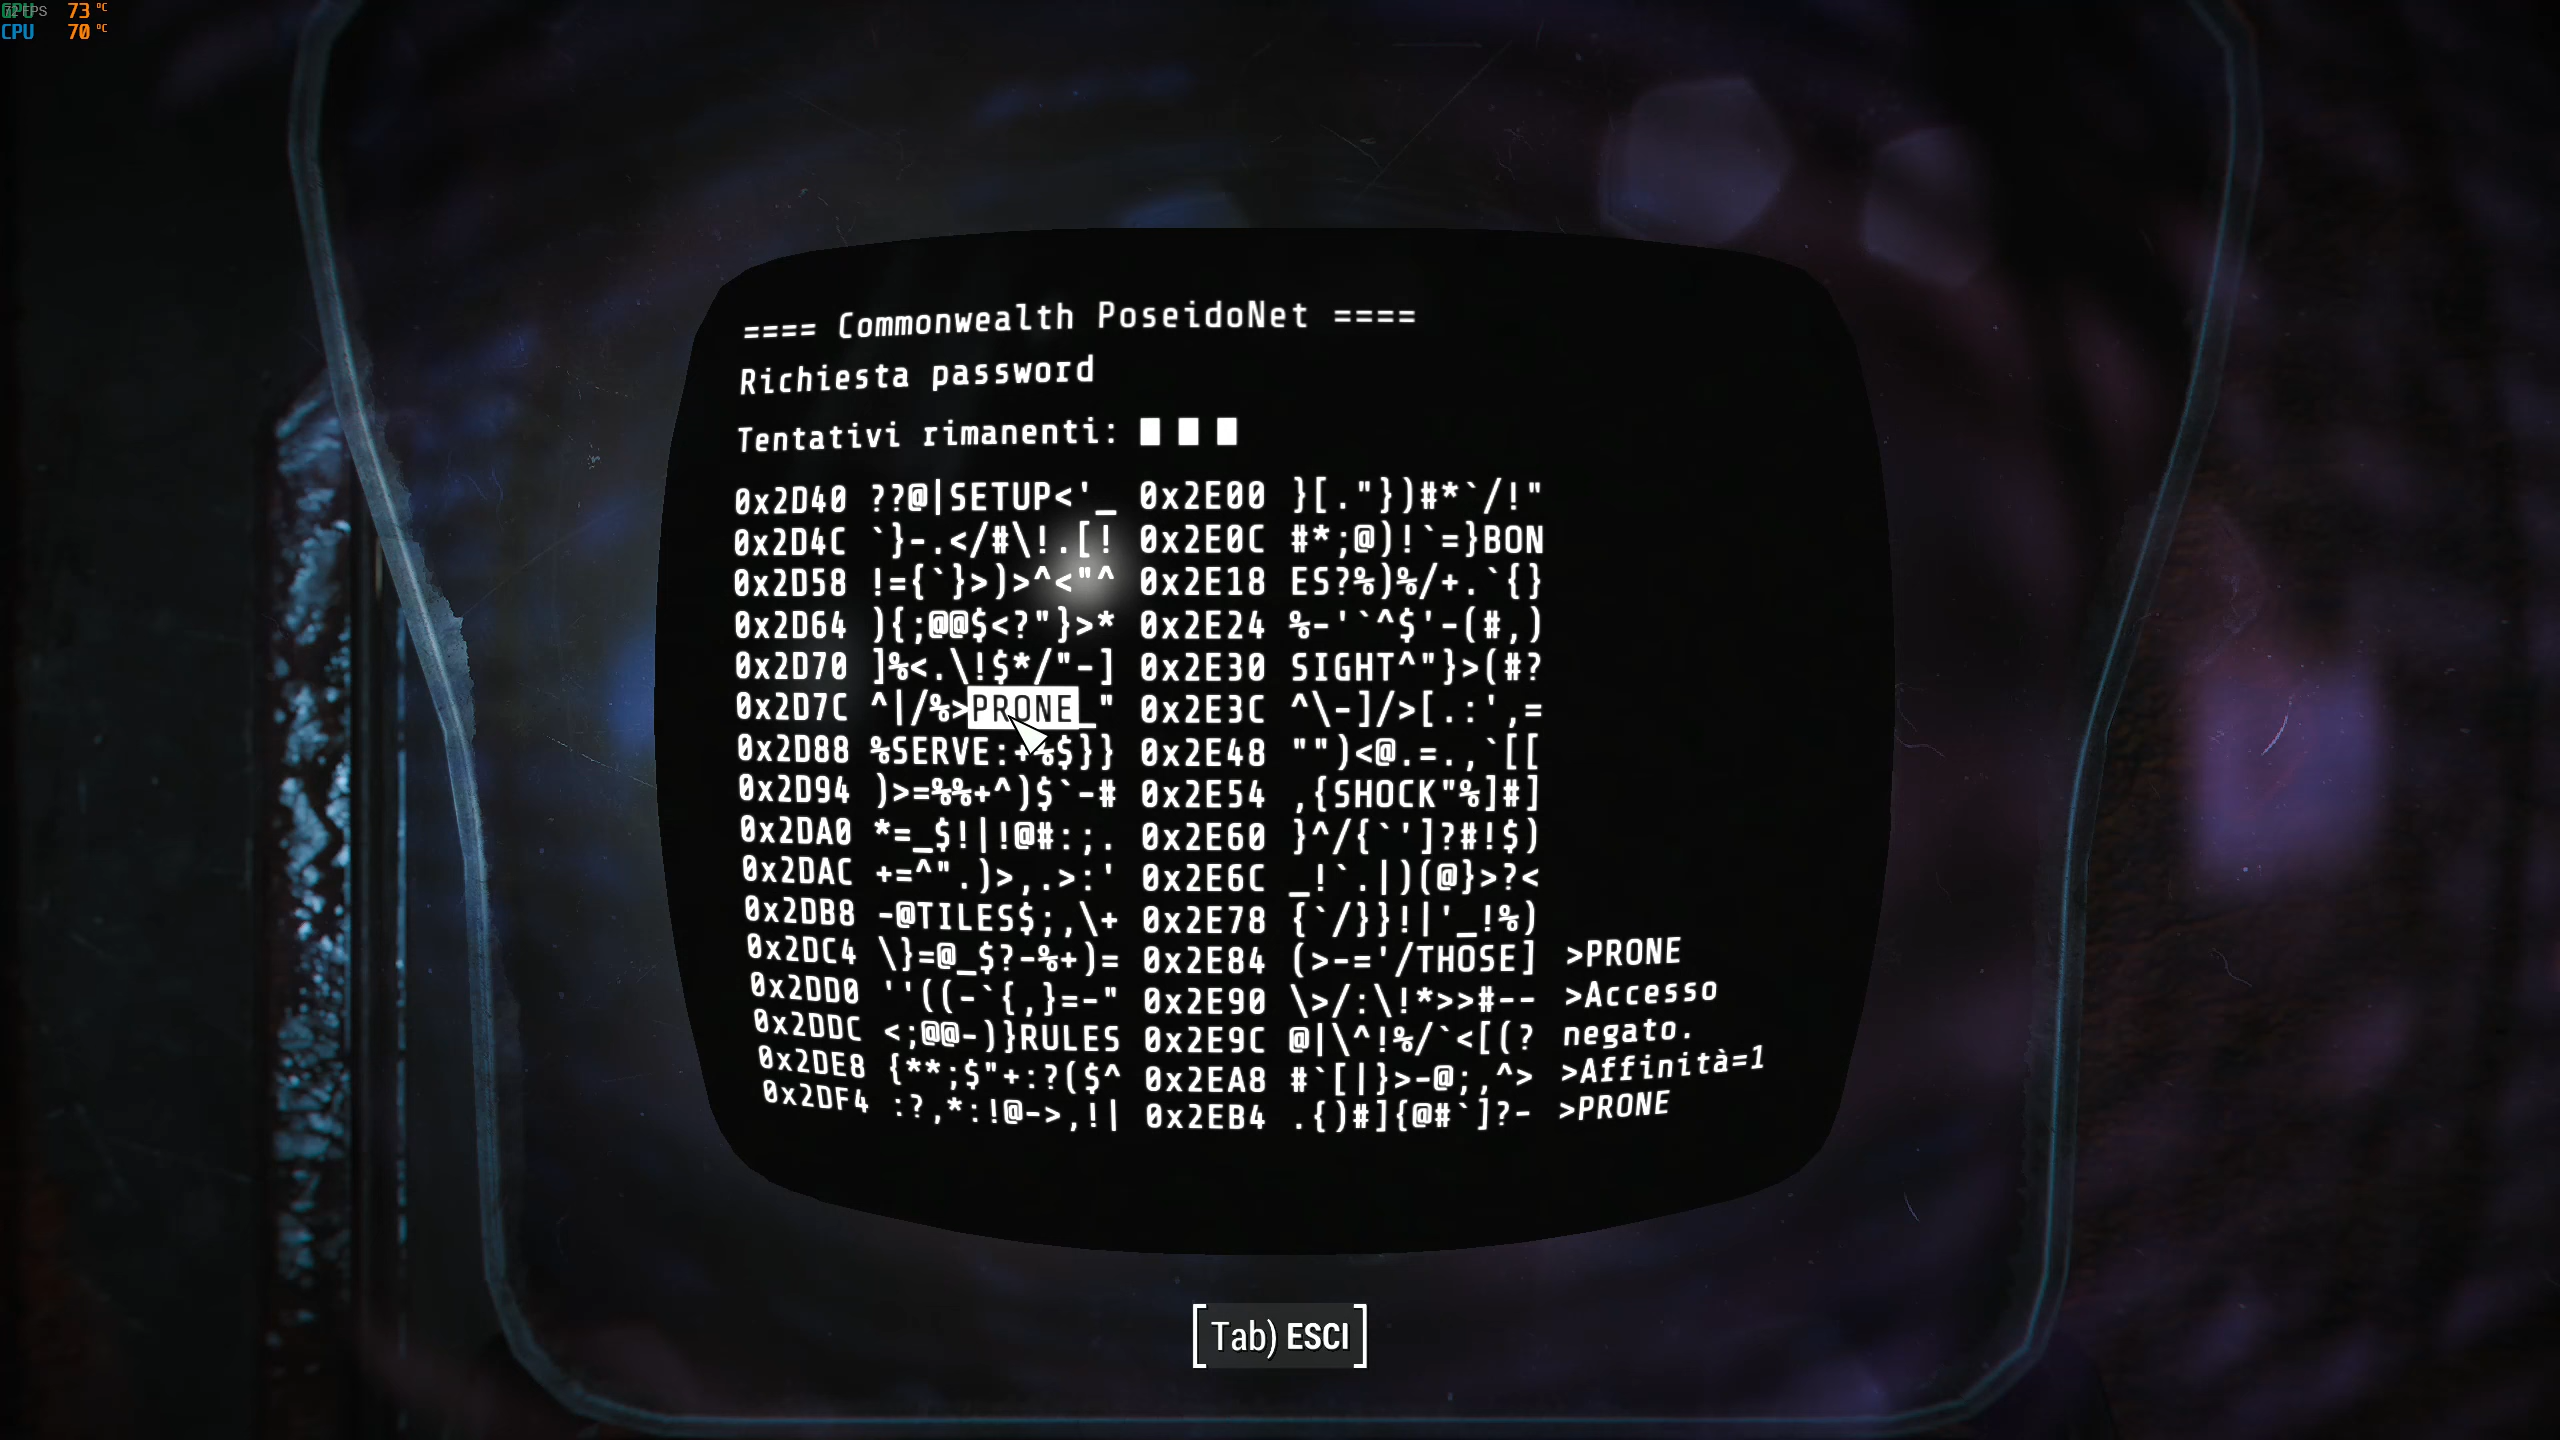 GPU 73 °C
CPU 70 °C
==== Commonwealth PoseidoNet ====
Richiesta password
Tentativi rimanenti: ■ ■ ■
0x2D40 ??@|SETUP<'_ 0x2E00 }[."})#*`/!"
0x2D4C `}-.</#\!.[! 0x2E0C #*;@)!`=}BON
0x2D58 !={`}>)>^<"^ 0x2E18 ES?%)%/+.`{}
0x2D64 ){;@@$<?"}>* 0x2E24 %-'`^$'-(#,)
0x2D70 ]%<.\!$*/"-] 0x2E30 SIGHT^"}>(#?
0x2D7C ^|/%>PRONE_" 0x2E3C ^\-]/>[.:',=
0x2D88 %SERVE:+%$}} 0x2E48 "")<@.=.,`[[
0x2D94 )>=%%+^)$`-# 0x2E54 ,{SHOCK"%]#]
0x2DA0 *=_$!|!@#:;. 0x2E60 }^/{`']?#!$)
0x2DAC +=^".)>,.>:' 0x2E6C _!`.|)(@}>?<
0x2DB8 -@TILES$;,\+ 0x2E78 {`/}}!|'_!%)
0x2DC4 \}=@_$?-%+)= 0x2E84 (>-='/THOSE] >PRONE
0x2DD0 ''((-`{,}=-" 0x2E90 \>/:\!*>>#-- >Accesso
0x2DDC <;@@-)}RULES 0x2E9C @|\^!%/`<[(? negato.
0x2DE8 {**;$"+:?($^ 0x2EA8 #`[|}>-@;,^> >Affinità=1
0x2DF4 :?,*:!@->,!| 0x2EB4 .{)#]{@#`]?- >PRONE
[Tab) ESCI]